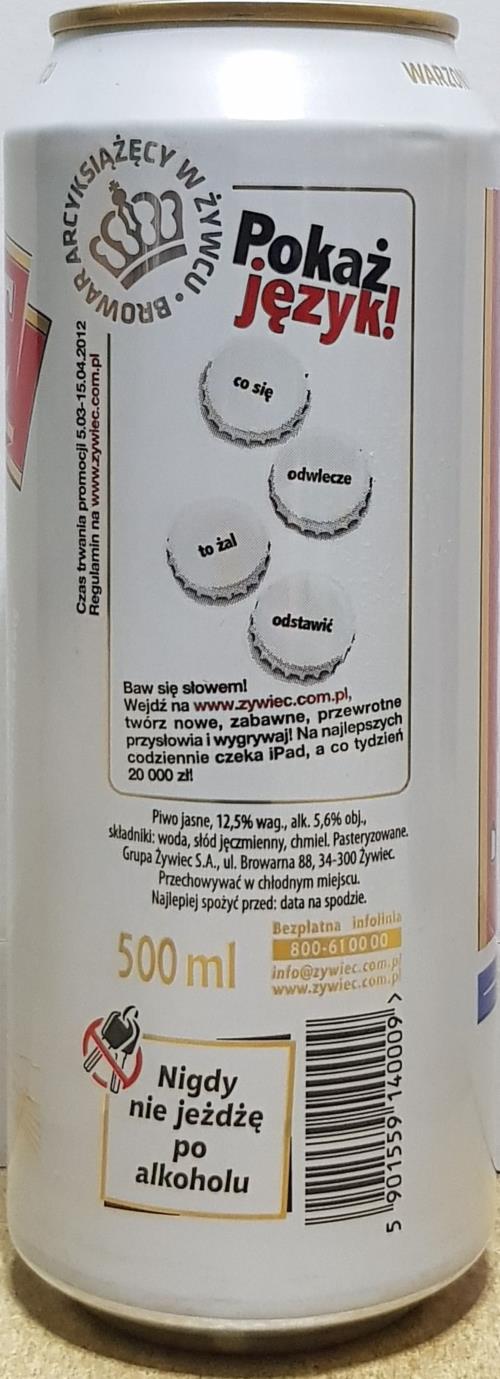 WARZON
BROWAR ARCYKSIĄŻĘCY W ŻYWCU •
Pokaż
język!
co się
odwlecze
to żal
odstawić
Czas trwania promocji 5.03-15.04.2012
Regulamin na www.zywiec.com.pl
Baw się słowem!
Wejdź na www.zywiec.com.pl,
twórz nowe, zabawne, przewrotne
przysłowia i wygrywaj! Na najlepszych
codziennie czeka iPad, a co tydzień
20 000 zł!
Piwo jasne, 12,5% wag., alk. 5,6% obj.,
składniki: woda, słód jęczmienny, chmiel. Pasteryzowane.
Grupa Żywiec S.A., ul. Browarna 88, 34-300 Żywiec.
Przechowywać w chłodnym miejscu.
Najlepiej spożyć przed: data na spodzie.
500 ml
Bezpłatna infolinia
800-61 00 00
info@zywiec.com.pl
www.zywiec.com.pl
Nigdy
nie jeżdżę
po
alkoholu
5 901559 140009 >